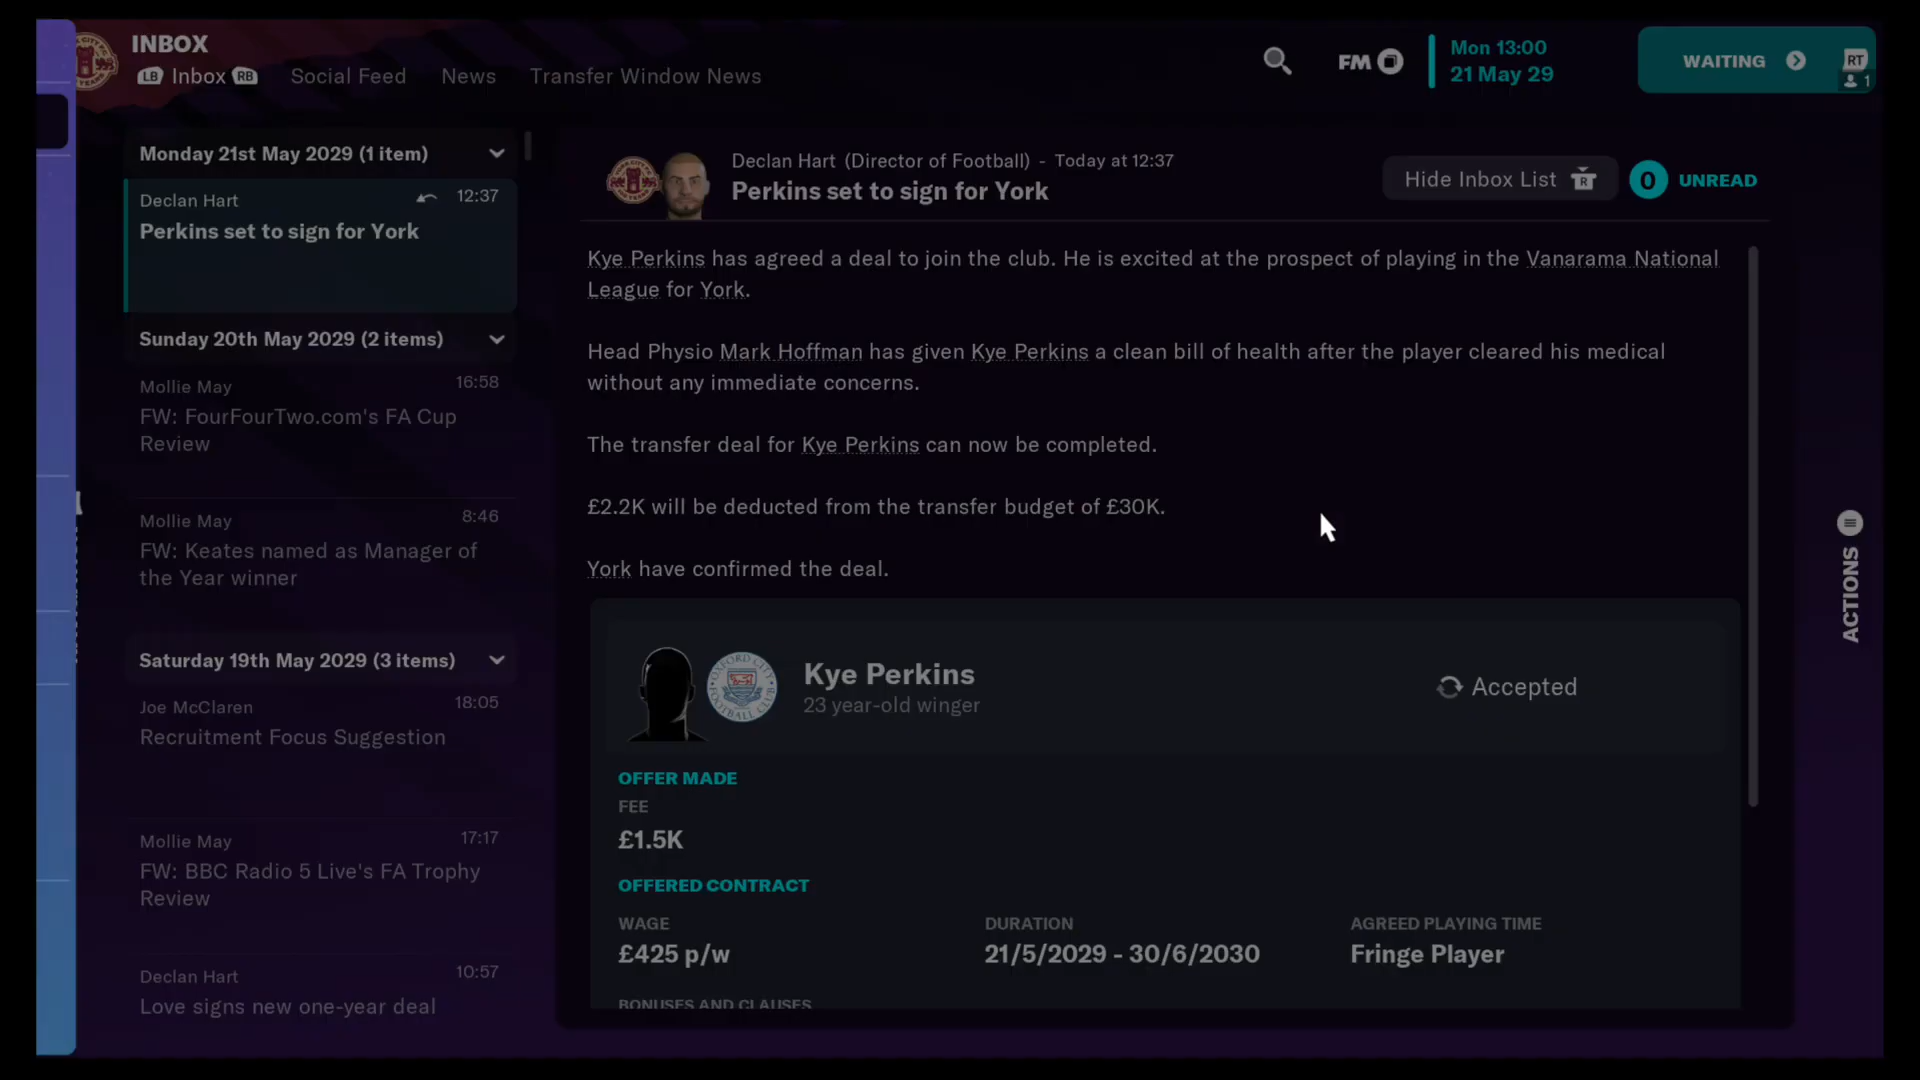 INBOX
LB Inbox RB Social Feed News Transfer Window News
FM
Mon 13:00
21 May 29
WAITING
RT
1
Monday 21st May 2029 (1 item)
Declan Hart 12:37
Perkins set to sign for York
Sunday 20th May 2029 (2 items)
Mollie May 16:58
FW: FourFourTwo.com's FA Cup
Review
Mollie May 8:46
FW: Keates named as Manager of
the Year winner
Saturday 19th May 2029 (3 items)
Joe McClaren 18:05
Recruitment Focus Suggestion
Mollie May 17:17
FW: BBC Radio 5 Live's FA Trophy
Review
Declan Hart 10:57
Love signs new one-year deal
Declan Hart (Director of Football) - Today at 12:37
Perkins set to sign for York
Hide Inbox List R
0 UNREAD
Kye Perkins has agreed a deal to join the club. He is excited at the prospect of playing in the Vanarama National
League for York.
Head Physio Mark Hoffman has given Kye Perkins a clean bill of health after the player cleared his medical
without any immediate concerns.
The transfer deal for Kye Perkins can now be completed.
£2.2K will be deducted from the transfer budget of £30K.
York have confirmed the deal.
OXFORD CITY
FOOTBALL CLUB
Kye Perkins
23 year-old winger
Accepted
OFFER MADE
FEE
£1.5K
OFFERED CONTRACT
WAGE DURATION AGREED PLAYING TIME
£425 p/w 21/5/2029 - 30/6/2030 Fringe Player
BONUSES AND CLAUSES
ACTIONS